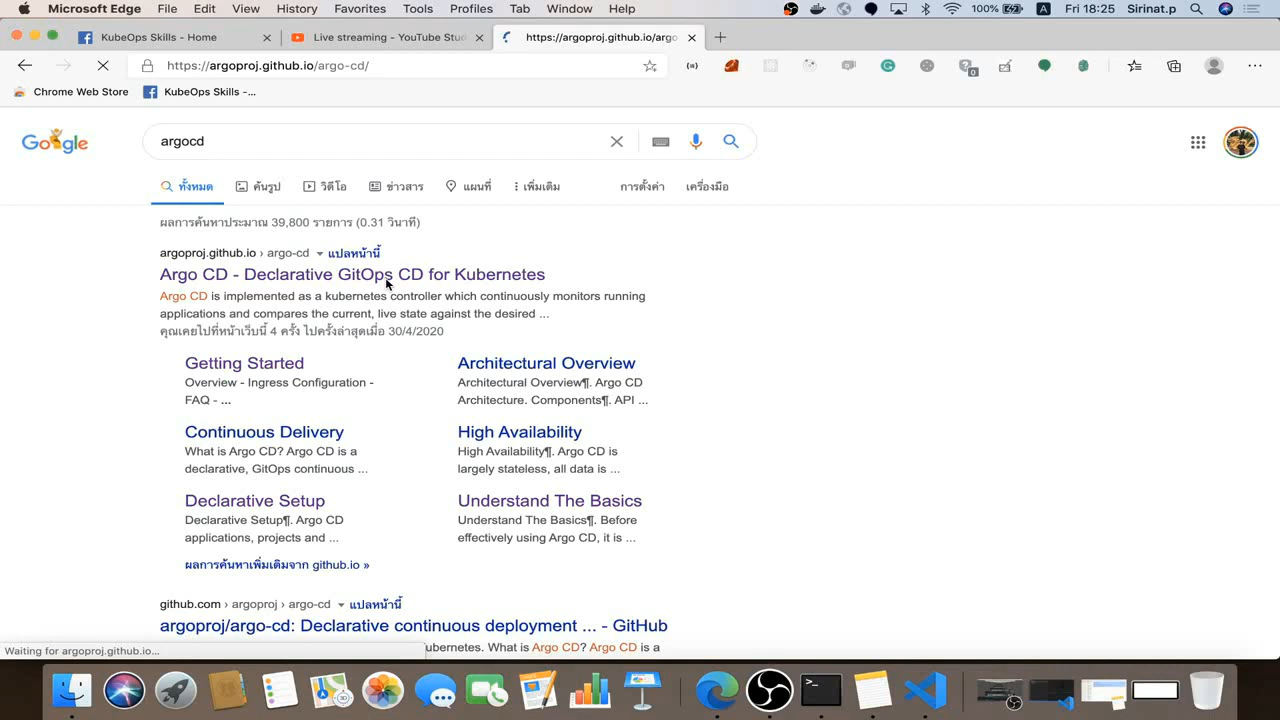 Microsoft Edge File Edit View History Favorites Tools Profiles Tab Window Help 100% A Fri 18:25 Sirinat.p
KubeOps Skills - Home
Live streaming - YouTube Stud
https://argoproj.github.io/argo
https://argoproj.github.io/argo-cd/
Chrome Web Store
KubeOps Skills -...
Google
argocd
ทั้งหมด ค้นรูป วิดีโอ ข่าวสาร แผนที่ เพิ่มเติม การตั้งค่า เครื่องมือ
ผลการค้นหาประมาณ 39,800 รายการ (0.31 วินาที)
argoproj.github.io › argo-cd ▾ แปลหน้านี้
Argo CD - Declarative GitOps CD for Kubernetes
Argo CD is implemented as a kubernetes controller which continuously monitors running
applications and compares the current, live state against the desired ...
คุณเคยไปที่หน้าเว็บนี้ 4 ครั้ง ไปครั้งล่าสุดเมื่อ 30/4/2020
Getting Started
Overview - Ingress Configuration -
FAQ - ...
Architectural Overview
Architectural Overview¶. Argo CD
Architecture. Components¶. API ...
Continuous Delivery
What is Argo CD? Argo CD is a
declarative, GitOps continuous ...
High Availability
High Availability¶. Argo CD is
largely stateless, all data is ...
Declarative Setup
Declarative Setup¶. Argo CD
applications, projects and ...
Understand The Basics
Understand The Basics¶. Before
effectively using Argo CD, it is ...
ผลการค้นหาเพิ่มเติมจาก github.io »
github.com › argoproj › argo-cd ▾ แปลหน้านี้
argoproj/argo-cd: Declarative continuous deployment ... - GitHub
ubernetes. What is Argo CD? Argo CD is a
Waiting for argoproj.github.io...